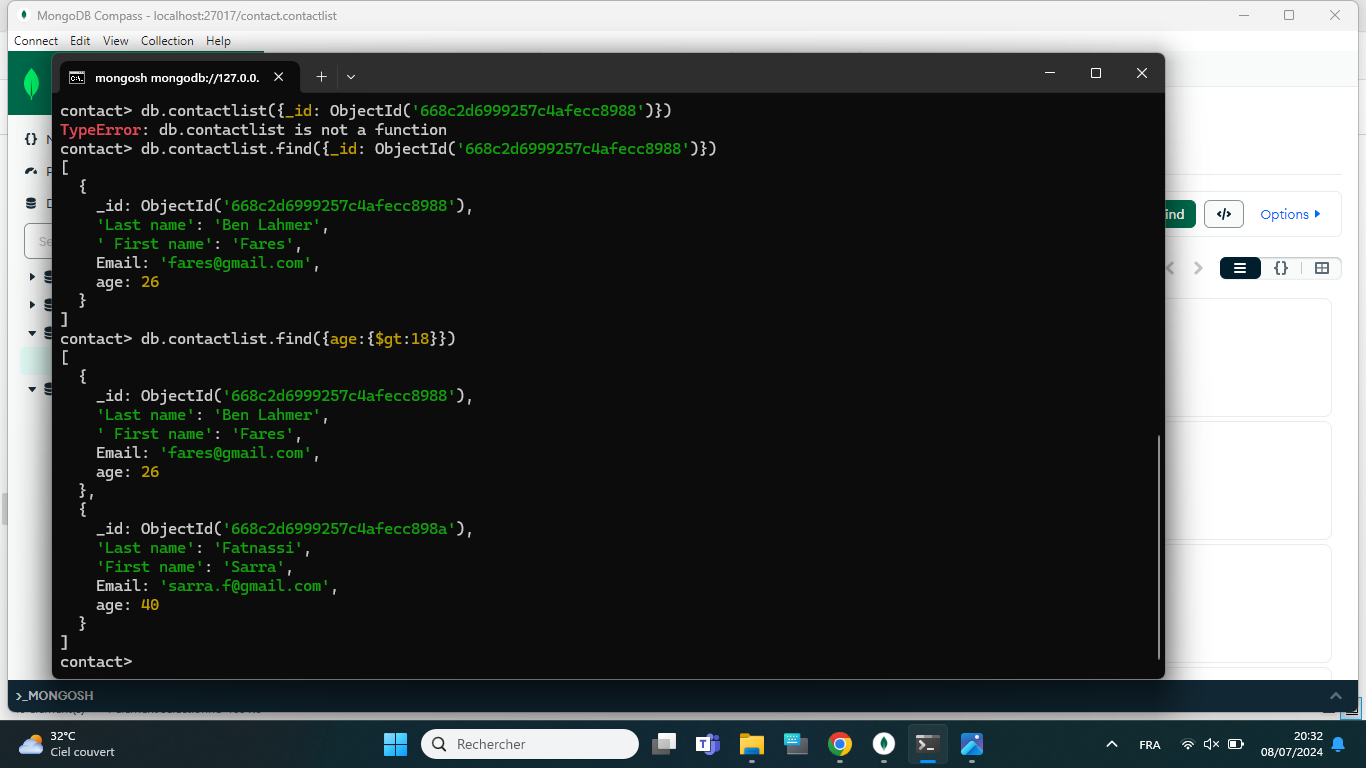 MongoDB Compass - localhost:27017/contact.contactlist
Connect Edit View Collection Help
mongosh mongodb://127.0.0.
contact> db.contactlist({_id: ObjectId('668c2d6999257c4afecc8988')})
TypeError: db.contactlist is not a function
contact> db.contactlist.find({_id: ObjectId('668c2d6999257c4afecc8988')})
[
{
_id: ObjectId('668c2d6999257c4afecc8988'),
'Last name': 'Ben Lahmer',
' First name': 'Fares',
Email: 'fares@gmail.com',
age: 26
}
]
contact> db.contactlist.find({age:{$gt:18}})
[
{
_id: ObjectId('668c2d6999257c4afecc8988'),
'Last name': 'Ben Lahmer',
' First name': 'Fares',
Email: 'fares@gmail.com',
age: 26
},
{
_id: ObjectId('668c2d6999257c4afecc898a'),
'Last name': 'Fatnassi',
'First name': 'Sarra',
Email: 'sarra.f@gmail.com',
age: 40
}
]
contact>
Options
>_MONGOSH
32°C
Ciel couvert
Rechercher
FRA
20:32
08/07/2024